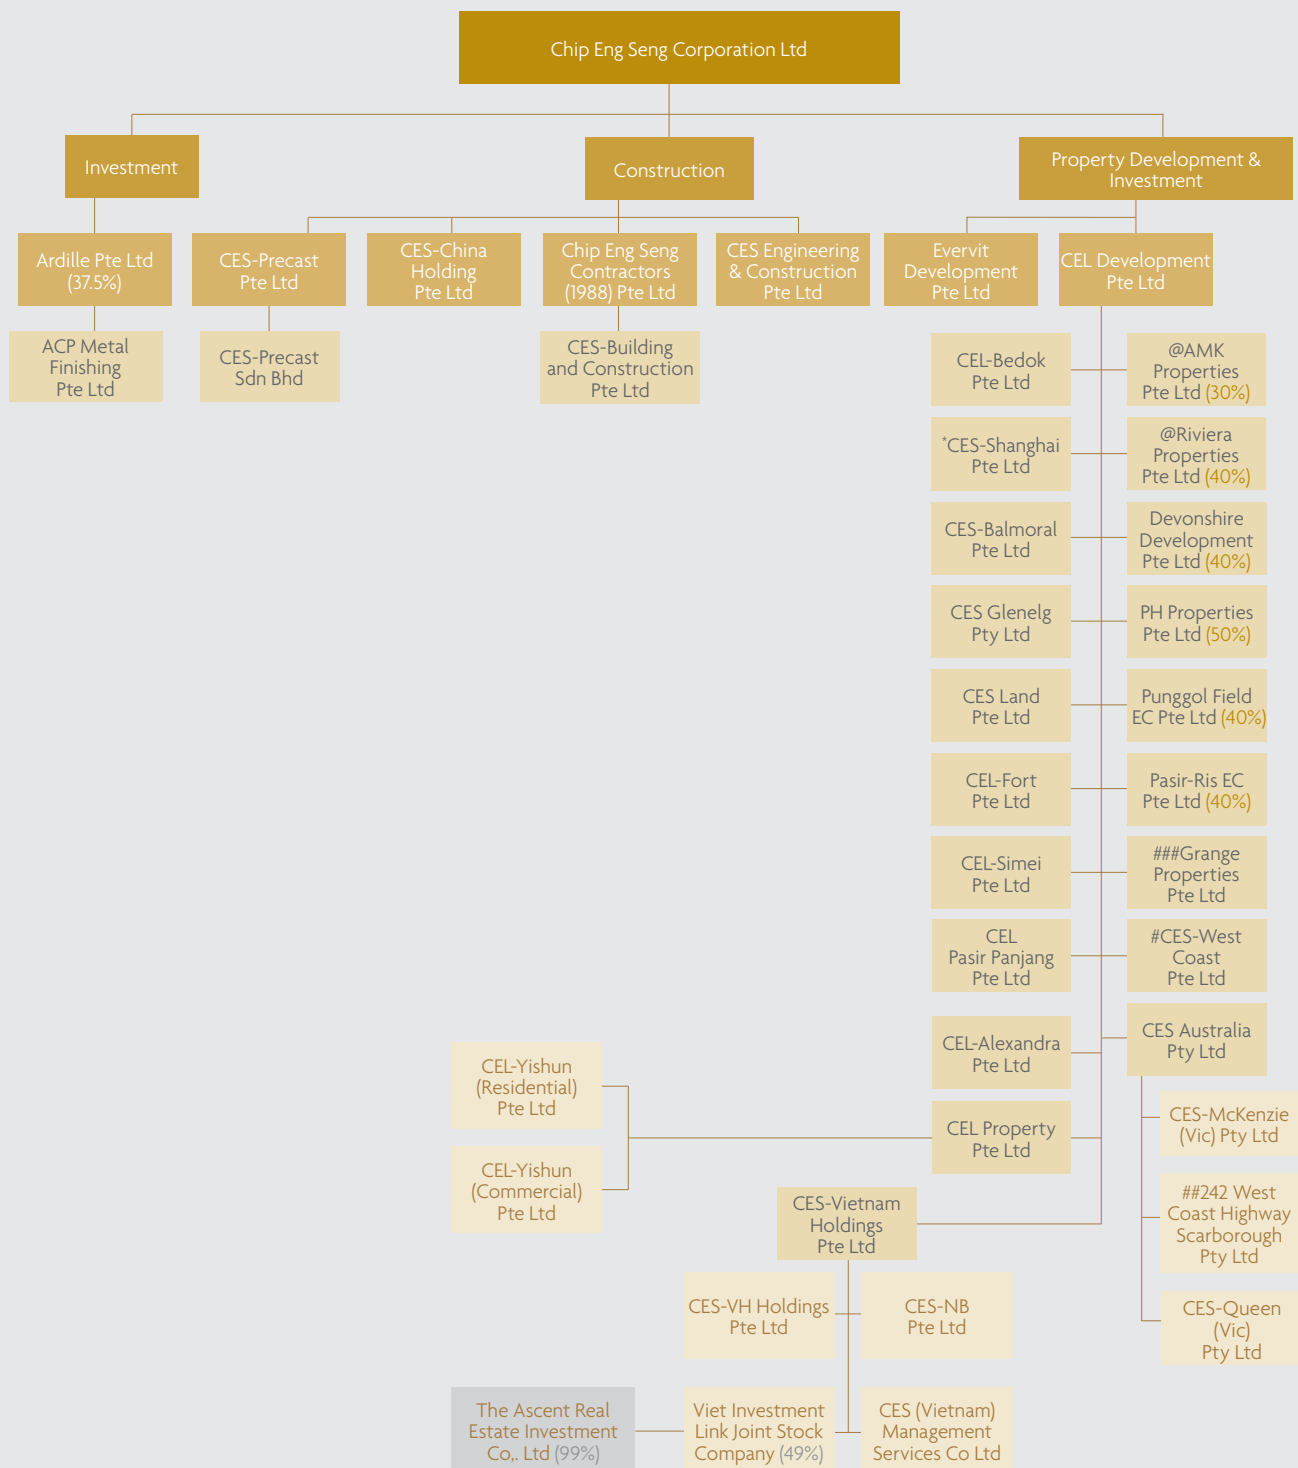 Chip Eng Seng Corporation Ltd
Investment
Construction
Property Development &
Investment
Ardille Pte Ltd
(37.5%)
CES-Precast
Pte Ltd
CES-China
Holding
Pte Ltd
Chip Eng Seng
Contractors
(1988) Pte Ltd
CES Engineering
& Construction
Pte Ltd
Evervit
Development
Pte Ltd
CEL Development
Pte Ltd
ACP Metal
Finishing
Pte Ltd
CES-Precast
Sdn Bhd
CES-Building
and Construction
Pte Ltd
CEL-Bedok
Pte Ltd
@AMK
Properties
Pte Ltd (30%)
*CES-Shanghai
Pte Ltd
@Riviera
Properties
Pte Ltd (40%)
CES-Balmoral
Pte Ltd
Devonshire
Development
Pte Ltd (40%)
CES Glenelg
Pty Ltd
PH Properties
Pte Ltd (50%)
CES Land
Pte Ltd
Punggol Field
EC Pte Ltd (40%)
CEL-Fort
Pte Ltd
Pasir-Ris EC
Pte Ltd (40%)
CEL-Simei
Pte Ltd
###Grange
Properties
Pte Ltd
CEL
Pasir Panjang
Pte Ltd
#CES-West
Coast
Pte Ltd
CEL-Alexandra
Pte Ltd
CES Australia
Pty Ltd
CEL-Yishun
(Residential)
Pte Ltd
CEL Property
Pte Ltd
CES-McKenzie
(Vic) Pty Ltd
CEL-Yishun
(Commercial)
Pte Ltd
##242 West
Coast Highway
Scarborough
Pty Ltd
CES-Vietnam
Holdings
Pte Ltd
CES-VH Holdings
Pte Ltd
CES-NB
Pte Ltd
CES-Queen
(Vic)
Pty Ltd
The Ascent Real
Estate Investment
Co,. Ltd (99%)
Viet Investment
Link Joint Stock
Company (49%)
CES (Vietnam)
Management
Services Co Ltd